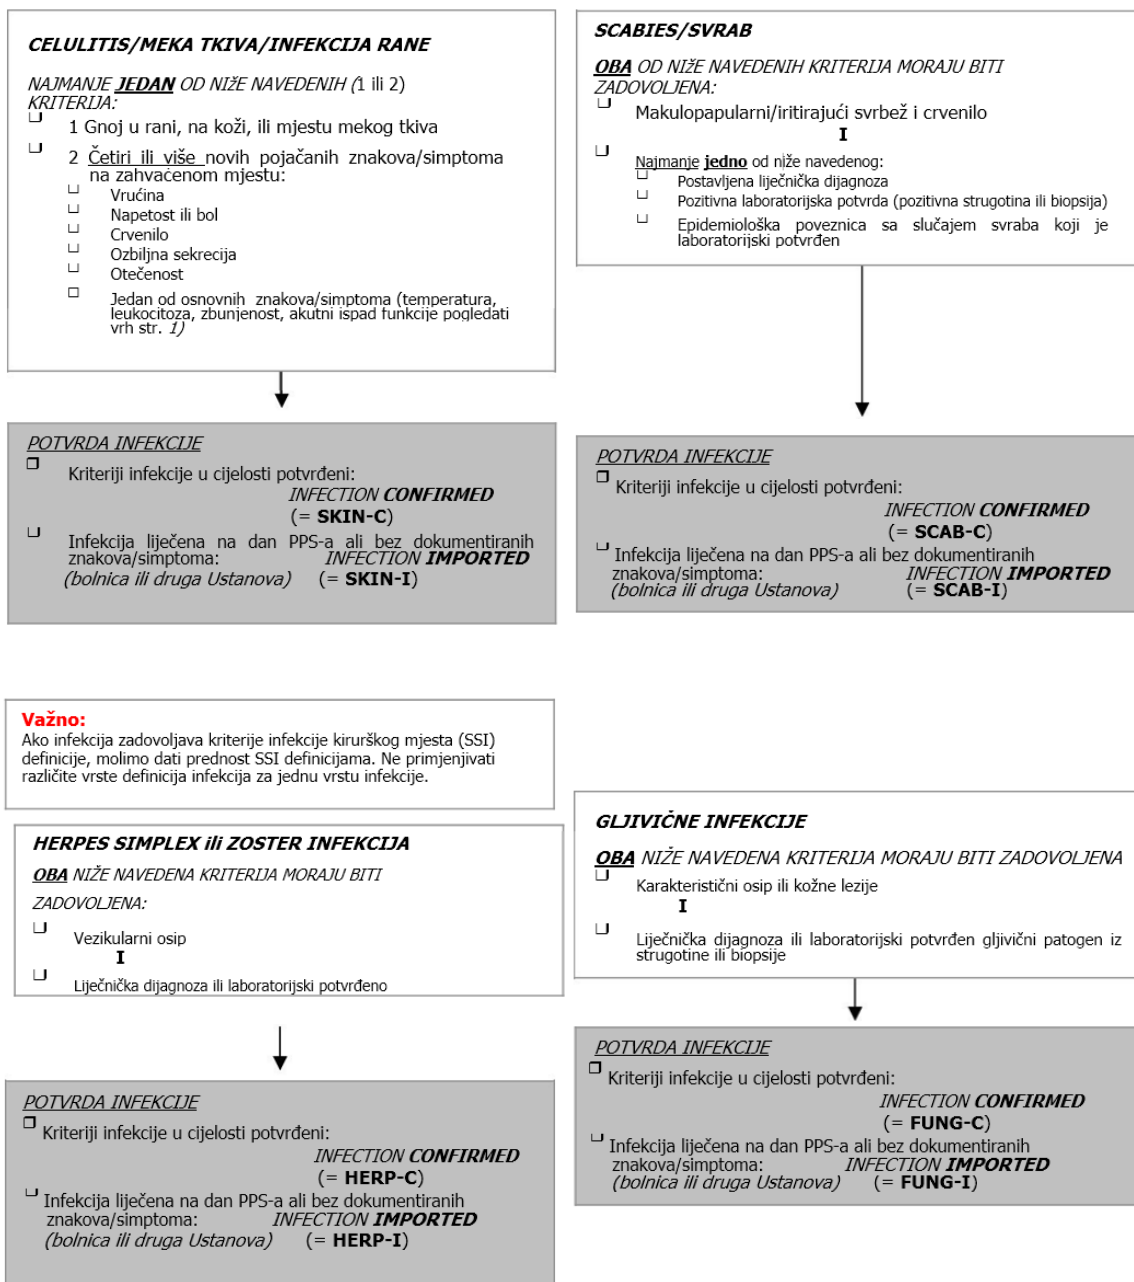 CELULITIS/MEKA TKIVA/INFEKCIJA RANE
NAJMANJE JEDAN OD NIŽE NAVEDENIH (1 ili 2)
KRITERIJA:
1 Gnoj u rani, na koži, ili mjestu mekog tkiva
2 Četiri ili više novih pojačanih znakova/simptoma
na zahvaćenom mjestu:
Vrućina
Napetost ili bol
Crvenilo
Ozbiljna sekrecija
Otečenost
Jedan od osnovnih znakova/simptoma (temperatura,
leukocitoza, zbunjenost, akutni ispad funkcije pogledati
vrh str. 1)
POTVRDA INFEKCIJE
Kriteriji infekcije u cijelosti potvrđeni:
INFECTION CONFIRMED
(= SKIN-C)
Infekcija liječena na dan PPS-a ali bez dokumentiranih
znakova/simptoma: INFECTION IMPORTED
(bolnica ili druga Ustanova) (= SKIN-I)
SCABIES/SVRAB
OBA OD NIŽE NAVEDENIH KRITERIJA MORAJU BITI
ZADOVOLJENA:
Makulopapularni/iritirajući svrbež i crvenilo
I
Najmanje jedno od niže navedenog:
Postavljena liječnička dijagnoza
Pozitivna laboratorijska potvrda (pozitivna strugotina ili biopsija)
Epidemiološka poveznica sa slučajem svraba koji je
laboratorijski potvrđen
POTVRDA INFEKCIJE
Kriteriji infekcije u cijelosti potvrđeni:
INFECTION CONFIRMED
(= SCAB-C)
Infekcija liječena na dan PPS-a ali bez dokumentiranih
znakova/simptoma: INFECTION IMPORTED
(bolnica ili druga Ustanova) (= SCAB-I)
Važno:
Ako infekcija zadovoljava kriterije infekcije kirurškog mjesta (SSI)
definicije, molimo dati prednost SSI definicijama. Ne primjenjivati
različite vrste definicija infekcija za jednu vrstu infekcije.
HERPES SIMPLEX ili ZOSTER INFEKCIJA
OBA NIŽE NAVEDENA KRITERIJA MORAJU BITI
ZADOVOLJENA:
Vezikularni osip
I
Liječnička dijagnoza ili laboratorijski potvrđeno
POTVRDA INFEKCIJE
Kriteriji infekcije u cijelosti potvrđeni:
INFECTION CONFIRMED
(= HERP-C)
Infekcija liječena na dan PPS-a ali bez dokumentiranih
znakova/simptoma: INFECTION IMPORTED
(bolnica ili druga Ustanova) (= HERP-I)
GLJIVIČNE INFEKCIJE
OBA NIŽE NAVEDENA KRITERIJA MORAJU BITI ZADOVOLJENA
Karakteristični osip ili kožne lezije
I
Liječnička dijagnoza ili laboratorijski potvrđen gljivični patogen iz
strugotine ili biopsije
POTVRDA INFEKCIJE
Kriteriji infekcije u cijelosti potvrđeni:
INFECTION CONFIRMED
(= FUNG-C)
Infekcija liječena na dan PPS-a ali bez dokumentiranih
znakova/simptoma: INFECTION IMPORTED
(bolnica ili druga Ustanova) (= FUNG-I)